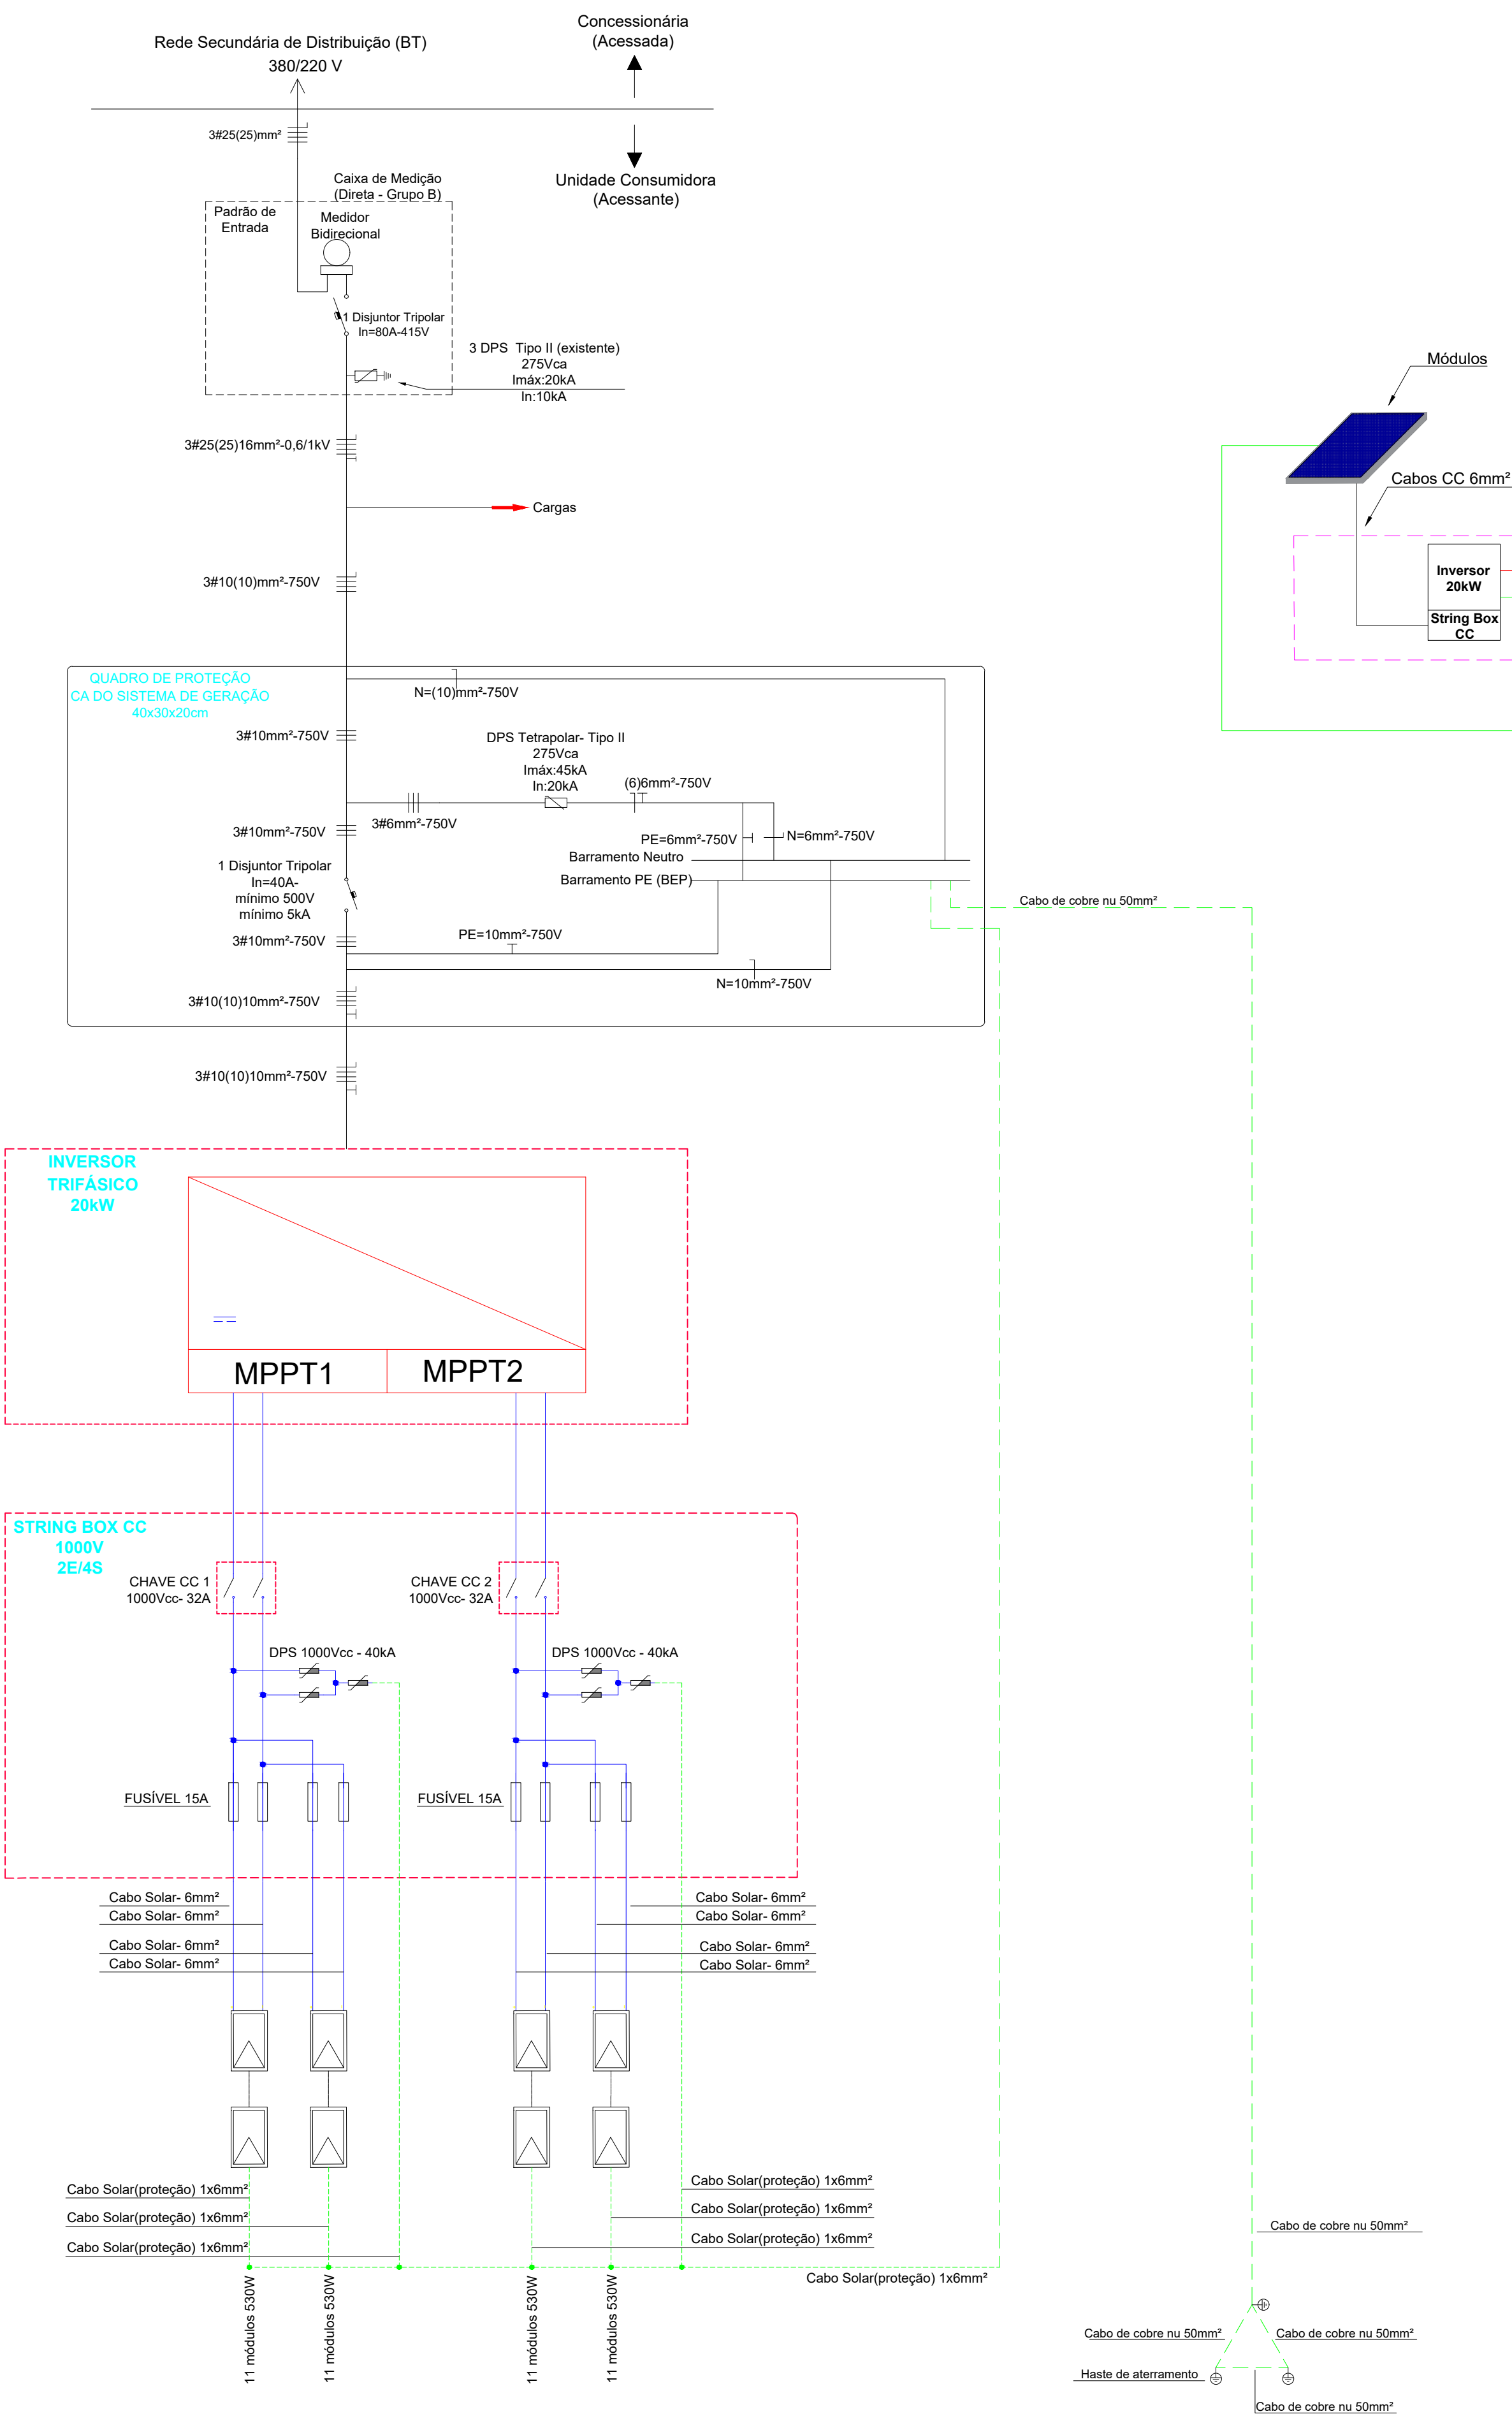 Concessionária
(Acessada)
Rede Secundária de Distribuição (BT)
380/220 V
3#25(25)mm²
Unidade Consumidora
(Acessante)
Caixa de Medição
(Direta - Grupo B)
Padrão de
Entrada
Medidor
Bidirecional
1 Disjuntor Tripolar
In=80A-415V
3 DPS  Tipo II (existente)
275Vca
Imáx:20kA
In:10kA
3#25(25)16mm²-0,6/1kV
Cargas
3#10(10)mm²-750V
Módulos
Cabos CC 6mm²
Inversor
20kW
String Box
CC
QUADRO DE PROTEÇÃO
CA DO SISTEMA DE GERAÇÃO
40x30x20cm
N=(10)mm²-750V
3#10mm²-750V
DPS Tetrapolar- Tipo II
275Vca
Imáx:45kA
In:20kA
(6)6mm²-750V
3#6mm²-750V
3#10mm²-750V
PE=6mm²-750V
N=6mm²-750V
Barramento Neutro
Barramento PE (BEP)
1 Disjuntor Tripolar
In=40A-
mínimo 500V
mínimo 5kA
Cabo de cobre nu 50mm²
3#10mm²-750V
PE=10mm²-750V
N=10mm²-750V
3#10(10)10mm²-750V
3#10(10)10mm²-750V
INVERSOR
TRIFÁSICO
20kW
MPPT1
MPPT2
STRING BOX CC
1000V
2E/4S
CHAVE CC 1
1000Vcc- 32A
CHAVE CC 2
1000Vcc- 32A
DPS 1000Vcc - 40kA
DPS 1000Vcc - 40kA
FUSÍVEL 15A
FUSÍVEL 15A
Cabo Solar- 6mm²
Cabo Solar- 6mm²
Cabo Solar- 6mm²
Cabo Solar- 6mm²
Cabo Solar- 6mm²
Cabo Solar- 6mm²
Cabo Solar- 6mm²
Cabo Solar- 6mm²
Cabo Solar(proteção) 1x6mm²
Cabo Solar(proteção) 1x6mm²
Cabo Solar(proteção) 1x6mm²
Cabo Solar(proteção) 1x6mm²
Cabo Solar(proteção) 1x6mm²
Cabo Solar(proteção) 1x6mm²
Cabo Solar(proteção) 1x6mm²
11 módulos 530W
11 módulos 530W
11 módulos 530W
11 módulos 530W
Cabo de cobre nu 50mm²
Cabo de cobre nu 50mm²
Cabo de cobre nu 50mm²
Haste de aterramento
Cabo de cobre nu 50mm²